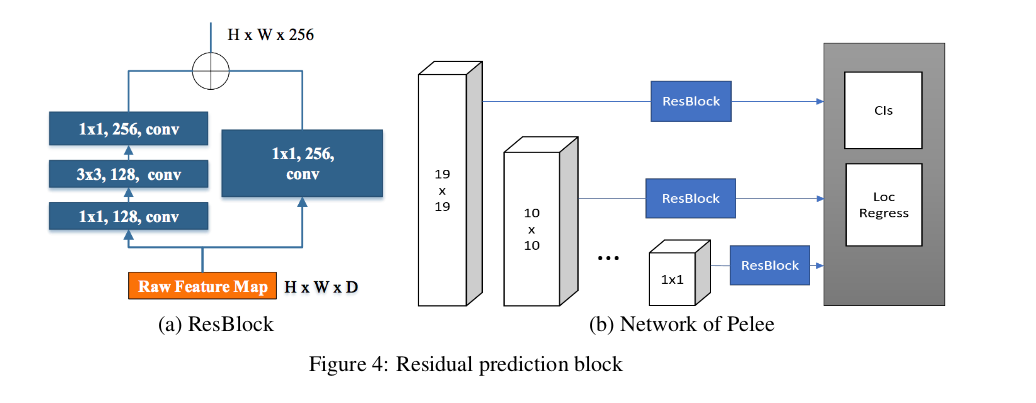 H x W x 256
1x1, 256, conv
3x3, 128, conv
1x1, 128, conv
1x1, 256,
conv
Raw Feature Map
H x W x D
(a) ResBlock
19
x
19
10
x
10
...
1x1
ResBlock
ResBlock
ResBlock
Cls
Loc
Regress
(b) Network of Pelee
Figure 4: Residual prediction block